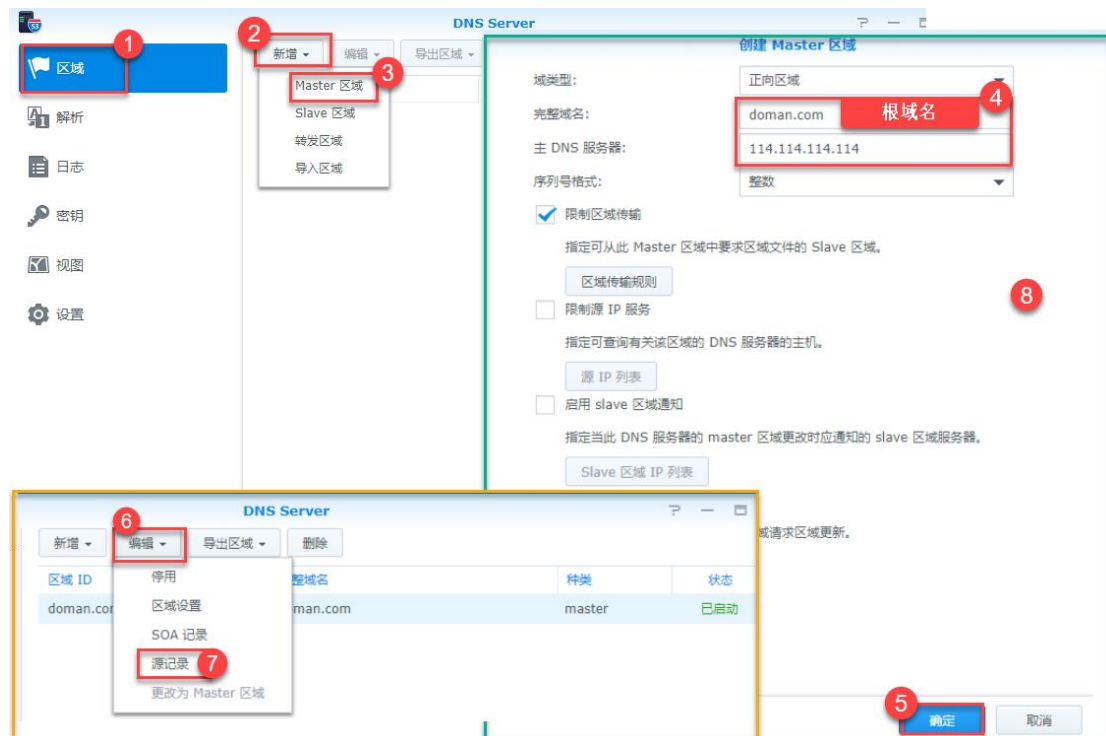 DNS Server
1
2
3
区域
解析
日志
密钥
视图
设置
新增
编辑
导出区域
Master 区域
Slave 区域
转发区域
导入区域
创建 Master 区域
域类型:
正向区域
4
完整域名:
doman.com
根域名
主 DNS 服务器:
114.114.114.114
序列号格式:
整数
限制区域传输
指定可从此 Master 区域中要求区域文件的 Slave 区域。
区域传输规则
8
限制源 IP 服务
指定可查询有关该区域的 DNS 服务器的主机。
源 IP 列表
启用 slave 区域通知
指定当此 DNS 服务器的 master 区域更改时应通知的 slave 区域服务器。
Slave 区域 IP 列表
域请求区域更新。
5
确定
取消
DNS Server
6
新增
编辑
导出区域
删除
区域 ID
整域名
种类
状态
doman.com
man.com
master
已启动
停用
区域设置
SOA 记录
源记录
7
更改为 Master 区域